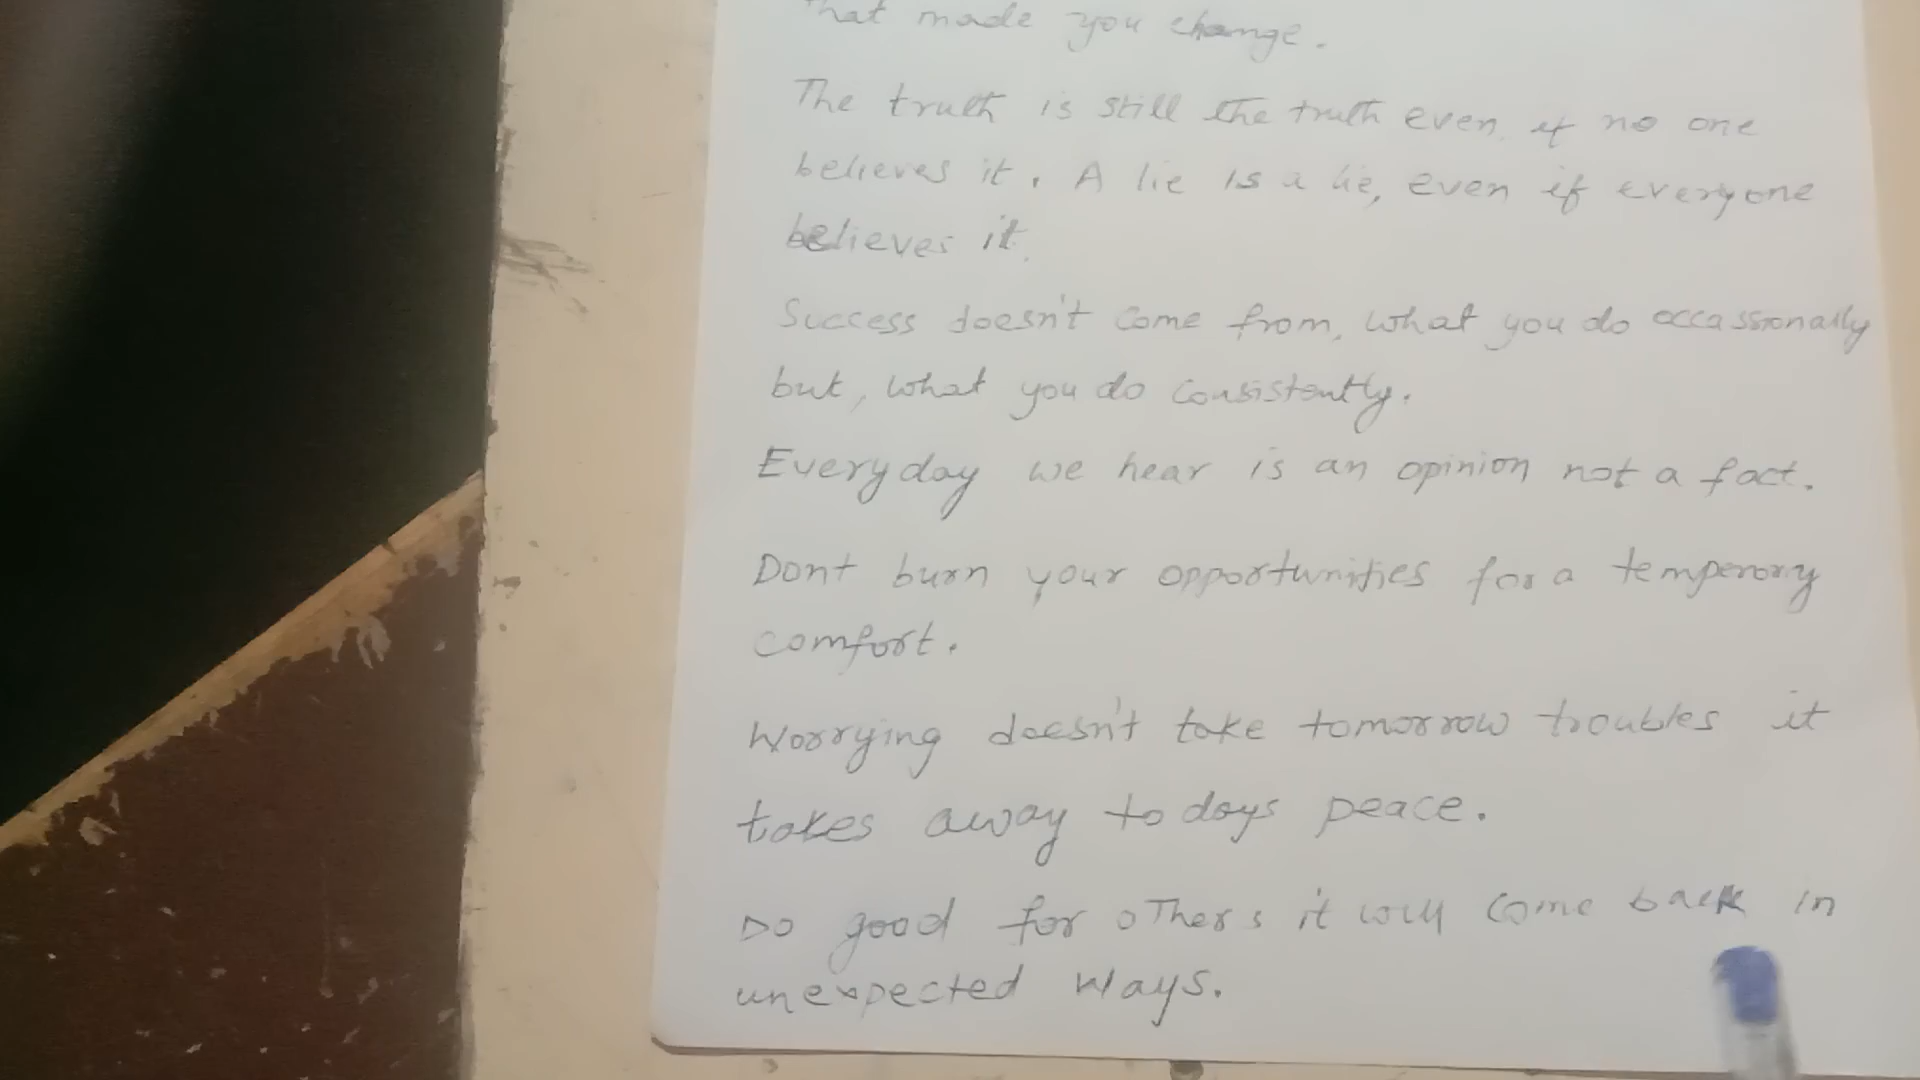 that made you change.
The truth is still the truth even, if no one
believes it. A lie is a lie, even if everyone
believes it.
Success doesn't come from, what you do occassionally
but, what you do consistently.
Everyday we hear is an opinion not a fact.
Dont burn your opportunities for a temperory
comfort.
Worrying doesn't take tomorrow troubles it
takes away todays peace.
Do good for others it will come back in
unexpected ways.